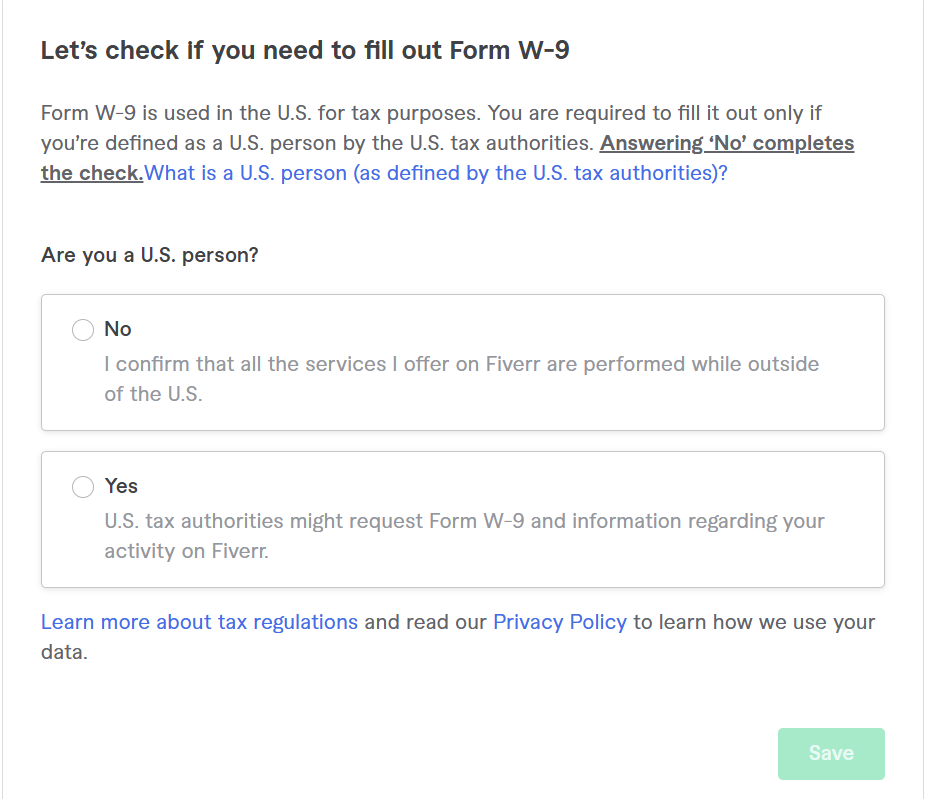 Let’s check if you need to fill out Form W-9
Form W-9 is used in the U.S. for tax purposes. You are required to fill it out only if
you’re defined as a U.S. person by the U.S. tax authorities. Answering ‘No’ completes
the check.What is a U.S. person (as defined by the U.S. tax authorities)?
Are you a U.S. person?
No
I confirm that all the services I offer on Fiverr are performed while outside
of the U.S.
Yes
U.S. tax authorities might request Form W-9 and information regarding your
activity on Fiverr.
Learn more about tax regulations and read our Privacy Policy to learn how we use your
data.
Save